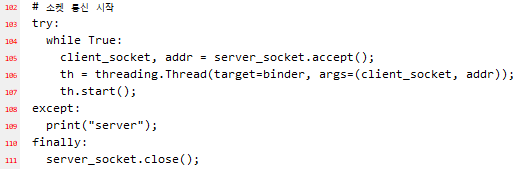 102 # 소켓 통신 시작
103 try:
104   while True:
105     client_socket, addr = server_socket.accept();
106     th = threading.Thread(target=binder, args=(client_socket, addr));
107     th.start();
108 except:
109   print("server");
110 finally:
111   server_socket.close();